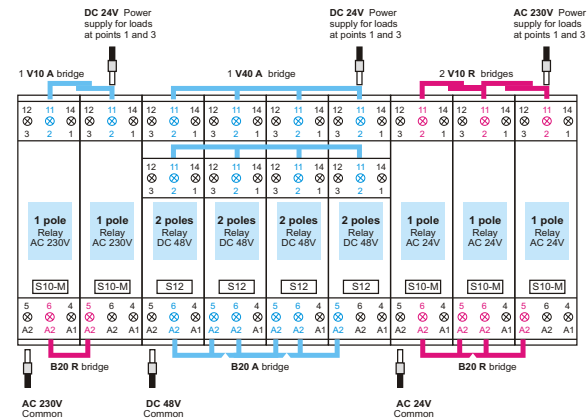 DC 24V Power
supply for loads
at points 1 and 3
DC 24V Power
supply for loads
at points 1 and 3
AC 230V Power
supply for loads
at points 1 and 3
1 V10 A bridge
1 V40 A bridge
2 V10 R bridges
12 11 14 12 11 14 12 11 14 12 11 14 12 11 14 12 11 14 12 11 14 12 11 14 12 11 14
3 2 1 3 2 1 3 2 1 3 2 1 3 2 1 3 2 1 3 2 1 3 2 1 3 2 1
12 11 14 12 11 14 12 11 14 12 11 14
3 2 1 3 2 1 3 2 1 3 2 1
1 pole
Relay
AC 230V
1 pole
Relay
AC 230V
2 poles
Relay
DC 48V
2 poles
Relay
DC 48V
2 poles
Relay
DC 48V
2 poles
Relay
DC 48V
1 pole
Relay
AC 24V
1 pole
Relay
AC 24V
1 pole
Relay
AC 24V
S10-M S10-M S12 S12 S12 S12 S10-M S10-M S10-M
5 6 4 5 6 4 5 6 4 5 6 4 5 6 4 5 6 4 5 6 4 5 6 4 5 6 4
A2 A2 A1 A2 A2 A1 A2 A2 A1 A2 A2 A1 A2 A2 A1 A2 A2 A1 A2 A2 A1 A2 A2 A1 A2 A2 A1
B20 R bridge
B20 A bridge
B20 R bridge
AC 230V
Common
DC 48V
Common
AC 24V
Common